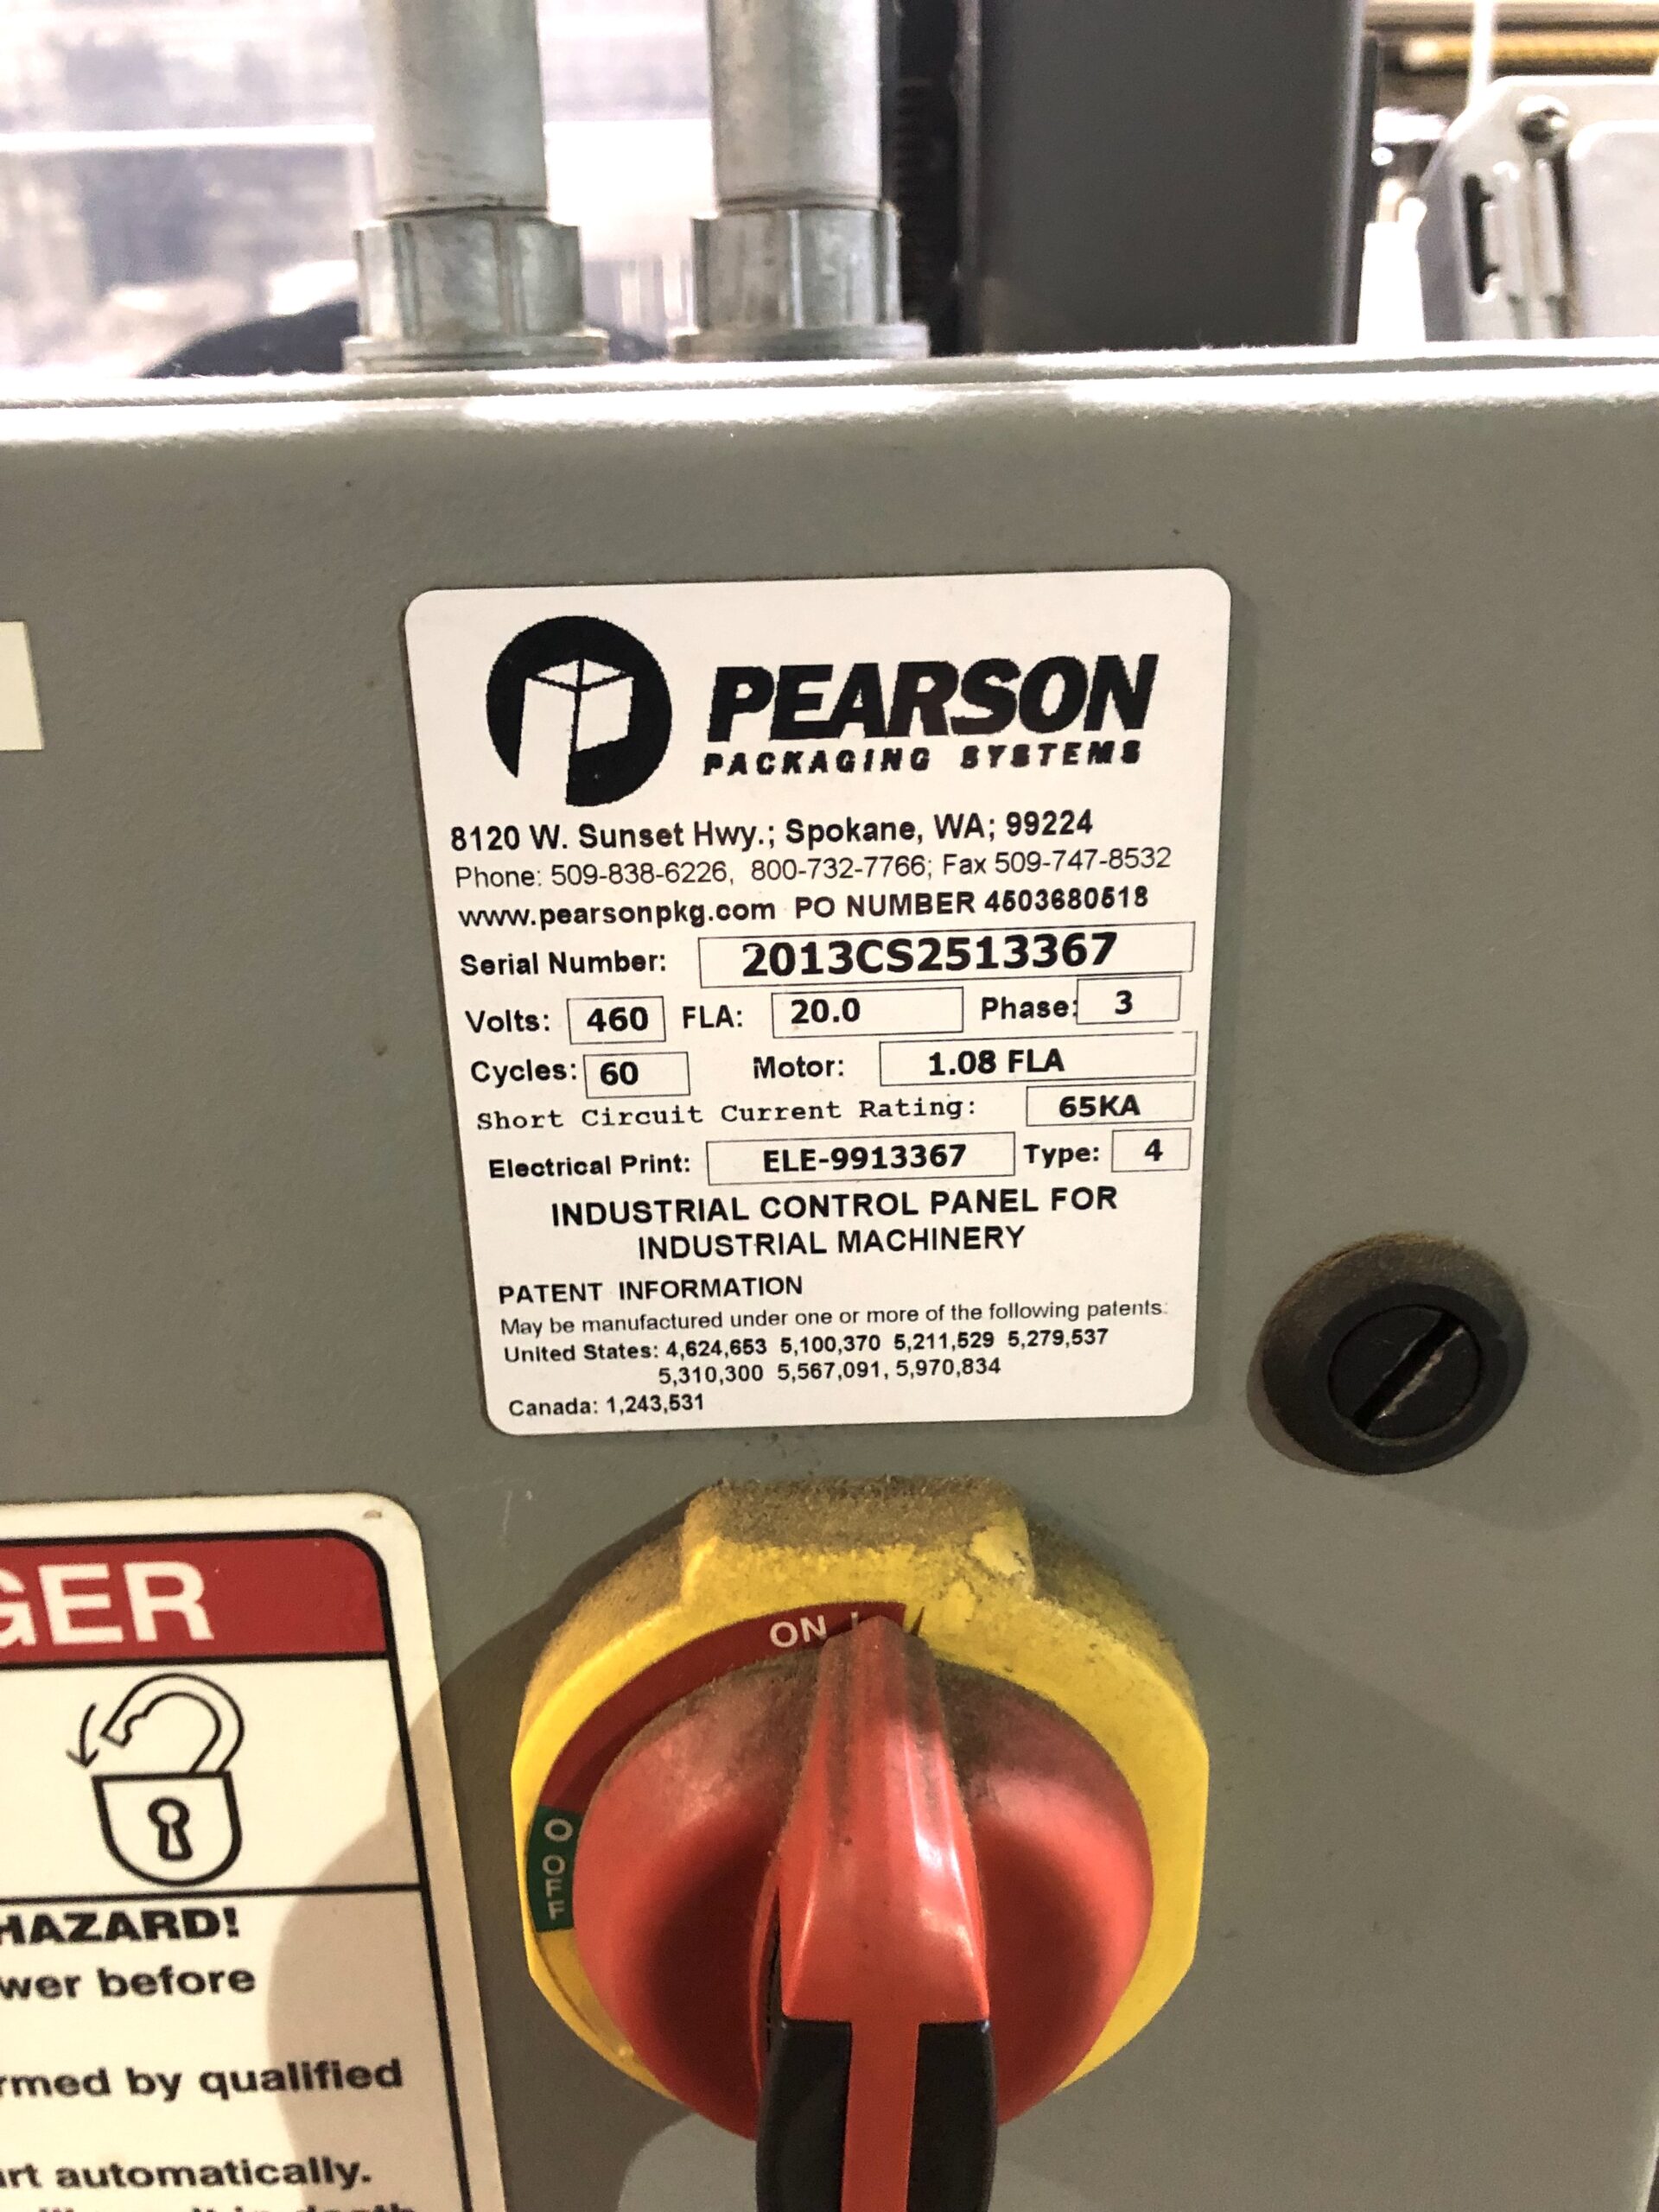 PEARSON
PACKAGING SYSTEMS
8120 W. Sunset Hwy.; Spokane, WA; 99224
Phone: 509-838-6226, 800-732-7766; Fax 509-747-8532
www.pearsonpkg.com PO NUMBER 4503680518
Serial Number: 2013CS2513367
Volts: 460 FLA: 20.0 Phase: 3
Cycles: 60 Motor: 1.08 FLA
Short Circuit Current Rating: 65KA
Electrical Print: ELE-9913367 Type: 4
INDUSTRIAL CONTROL PANEL FOR
INDUSTRIAL MACHINERY
PATENT INFORMATION
May be manufactured under one or more of the following patents:
United States: 4,624,653 5,100,370 5,211,529 5,279,537
5,310,300 5,567,091, 5,970,834
Canada: 1,243,531
ON I
O OFF
GER
HAZARD!
wer before
rmed by qualified
rt automatically.